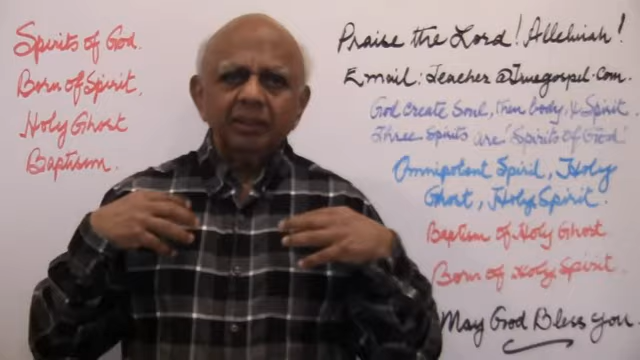 Spirits of God.
Born of Spirit,
Holy Ghost
Baptism.
Praise the Lord! Alleluiah!
Email: Teacher@Truegospel.com.
God create Soul, then body, & Spirit.
Three Spirits are 'Spirits of God'
Omnipotent Spirit, Holy
Ghost, Holy Spirit.
Baptism of Holy Ghost
Born of Holy Spirit.
May God Bless You.